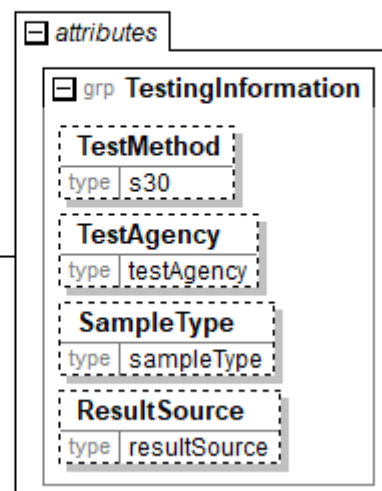 attributes
grp TestingInformation
TestMethod
type s30
TestAgency
type testAgency
SampleType
type sampleType
ResultSource
type resultSource